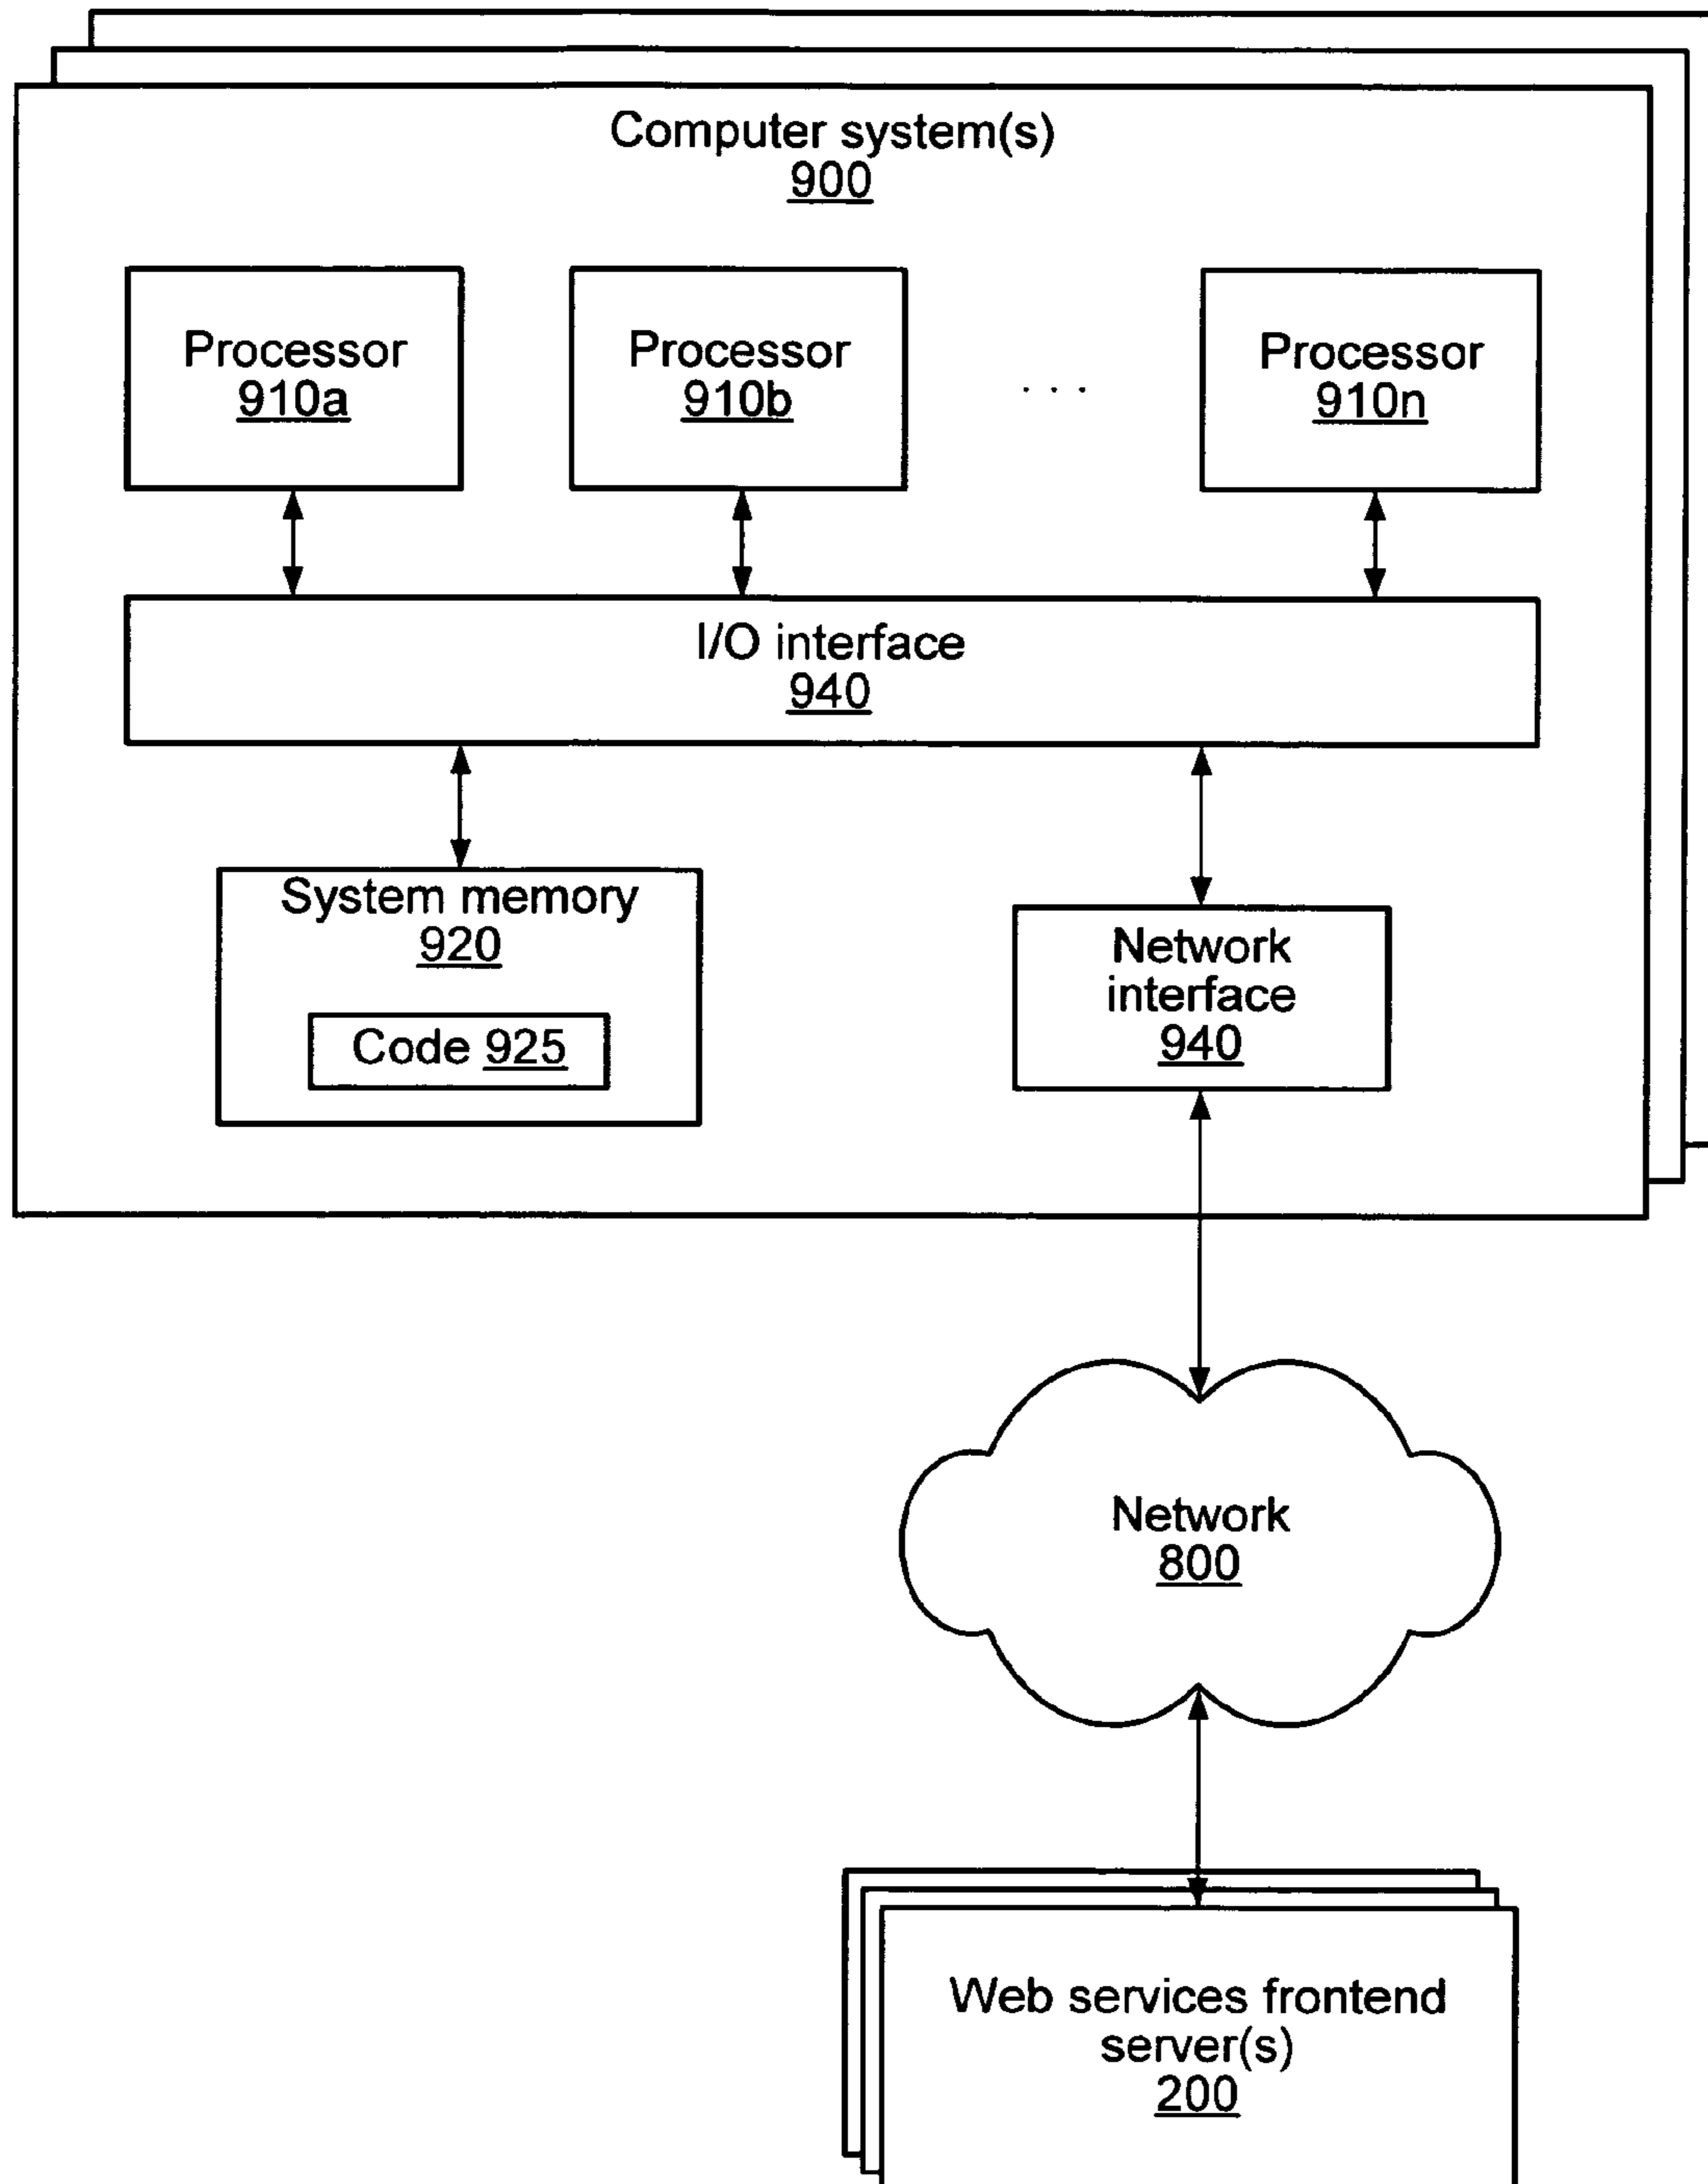 Computer system(s)
900
Processor
910a
Processor
910b
. . .
Processor
910n
I/O interface
940
System memory
920
Code 925
Network
interface
940
Network
800
Web services frontend
server(s)
200